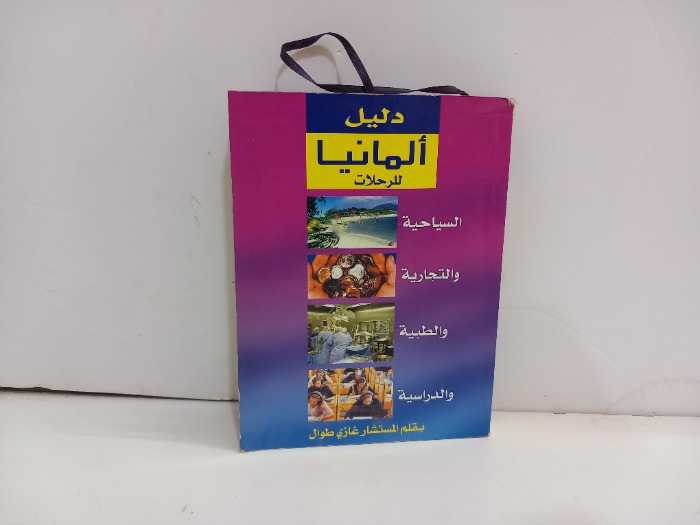 دليل
ألمانيا
للرحلات
السياحية
والتجارية
والطبية
والدراسية
بقلم المستشار غازي طوال